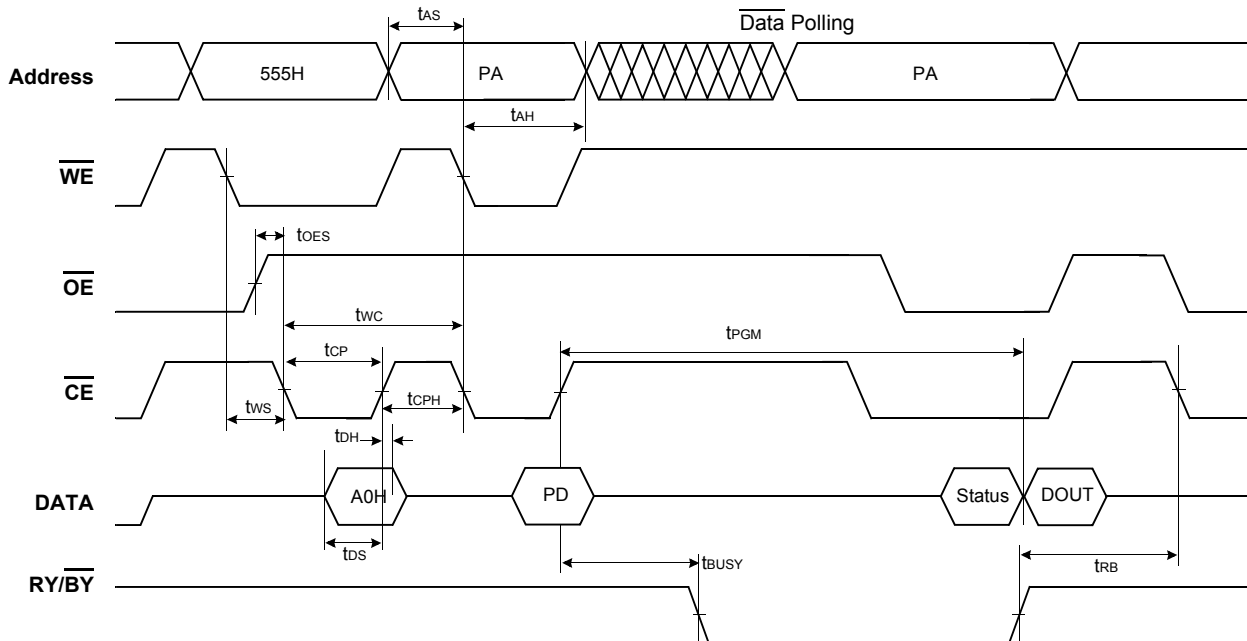 tAS
Data Polling
Address
555H
PA
PA
tAH
WE
tOES
OE
tWC
tPGM
tCP
CE
tCPH
tWS
tDH
DATA
A0H
PD
Status
DOUT
tDS
tBUSY
tRB
RY/BY